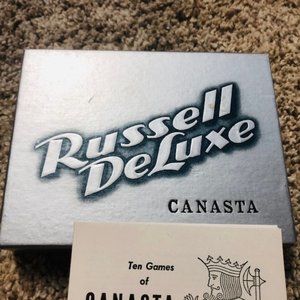 Russell
DeLuxe
CANASTA
Ten Games
of
CANASTA